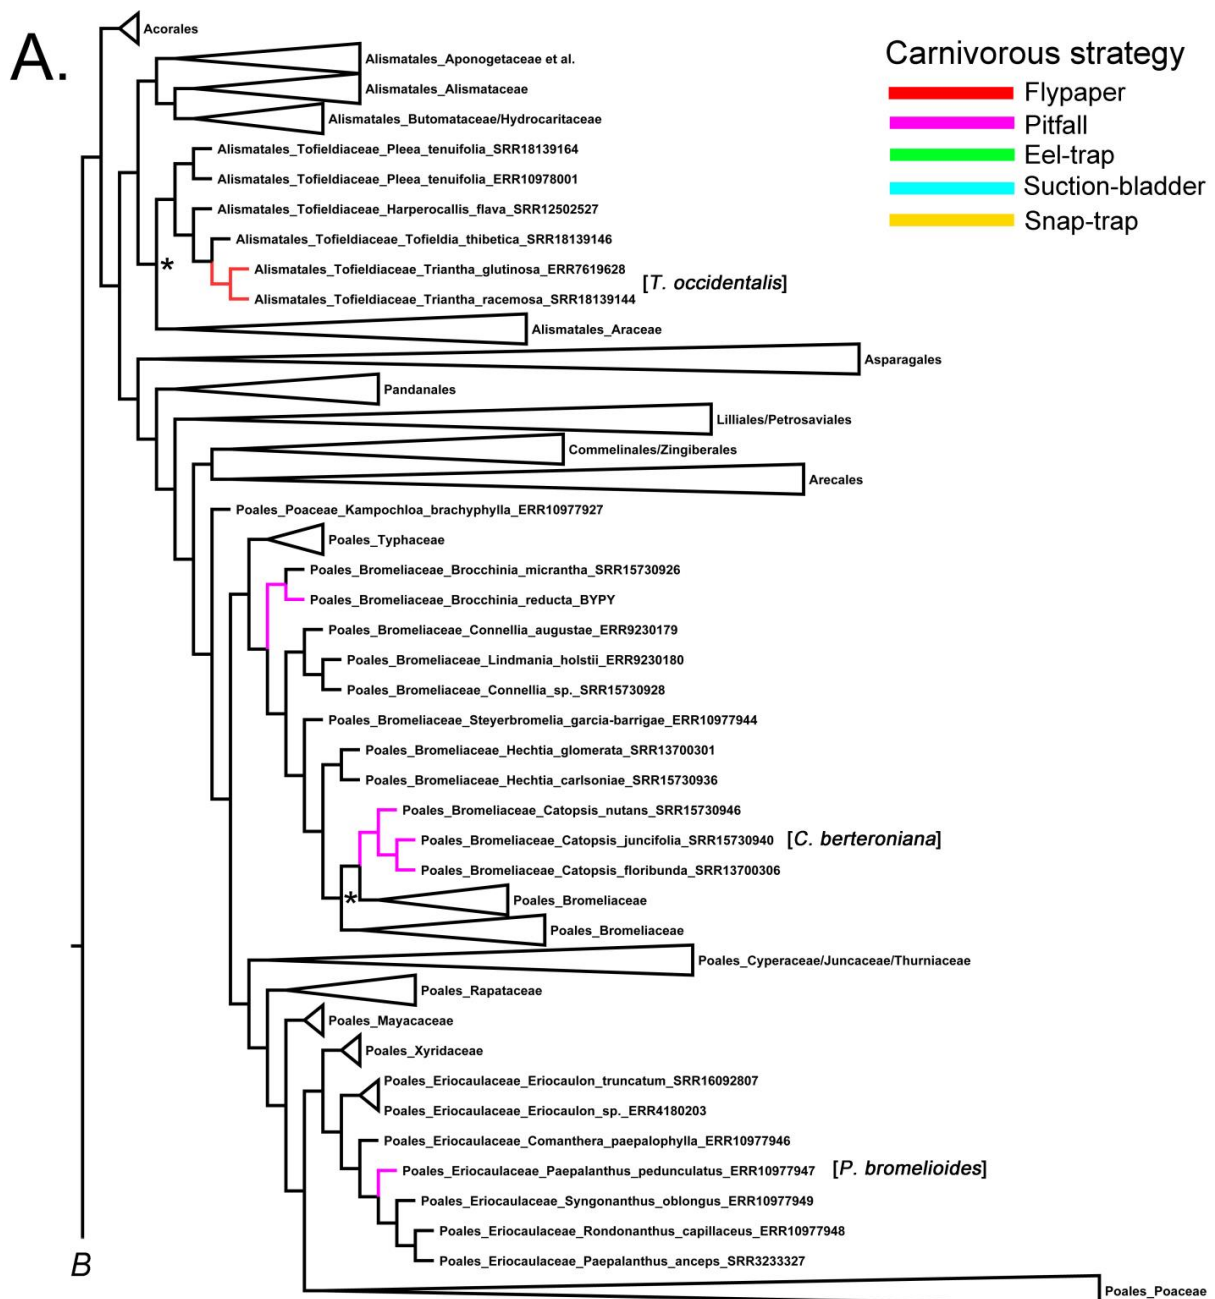 A.
Carnivorous strategy
Flypaper
Pitfall
Eel-trap
Suction-bladder
Snap-trap
Acorales
Alismatales_Aponogetaceae et al.
Alismatales_Alismataceae
Alismatales_Butomataceae/Hydrocaritaceae
Alismatales_Tofieldiaceae_Pleea_tenuifolia_SRR18139164
Alismatales_Tofieldiaceae_Pleea_tenuifolia_ERR10978001
Alismatales_Tofieldiaceae_Harperocallis_flava_SRR12502527
*
Alismatales_Tofieldiaceae_Tofieldia_thibetica_SRR18139146
Alismatales_Tofieldiaceae_Triantha_glutinosa_ERR7619628
[T. occidentalis]
Alismatales_Tofieldiaceae_Triantha_racemosa_SRR18139144
Alismatales_Araceae
Asparagales
Pandanales
Lilliales/Petrosaviales
Commelinales/Zingiberales
Arecales
Poales_Poaceae_Kampochloa_brachyphylla_ERR10977927
Poales_Typhaceae
Poales_Bromeliaceae_Brocchinia_micrantha_SRR15730926
Poales_Bromeliaceae_Brocchinia_reducta_BYPY
Poales_Bromeliaceae_Connellia_augustae_ERR9230179
Poales_Bromeliaceae_Lindmania_holstii_ERR9230180
Poales_Bromeliaceae_Connellia_sp._SRR15730928
Poales_Bromeliaceae_Steyerbromelia_garcia-barrigae_ERR10977944
Poales_Bromeliaceae_Hechtia_glomerata_SRR13700301
Poales_Bromeliaceae_Hechtia_carlsoniae_SRR15730936
Poales_Bromeliaceae_Catopsis_nutans_SRR15730946
Poales_Bromeliaceae_Catopsis_juncifolia_SRR15730940 [C. berteroniana]
Poales_Bromeliaceae_Catopsis_floribunda_SRR13700306
*
Poales_Bromeliaceae
Poales_Bromeliaceae
Poales_Cyperaceae/Juncaceae/Thurniaceae
Poales_Rapataceae
Poales_Mayacaceae
Poales_Xyridaceae
Poales_Eriocaulaceae_Eriocaulon_truncatum_SRR16092807
Poales_Eriocaulaceae_Eriocaulon_sp._ERR4180203
Poales_Eriocaulaceae_Comanthera_paepalophylla_ERR10977946
Poales_Eriocaulaceae_Paepalanthus_pedunculatus_ERR10977947 [P. bromelioides]
Poales_Eriocaulaceae_Syngonanthus_oblongus_ERR10977949
Poales_Eriocaulaceae_Rondonanthus_capillaceus_ERR10977948
Poales_Eriocaulaceae_Paepalanthus_anceps_SRR3233327
B
Poales_Poaceae